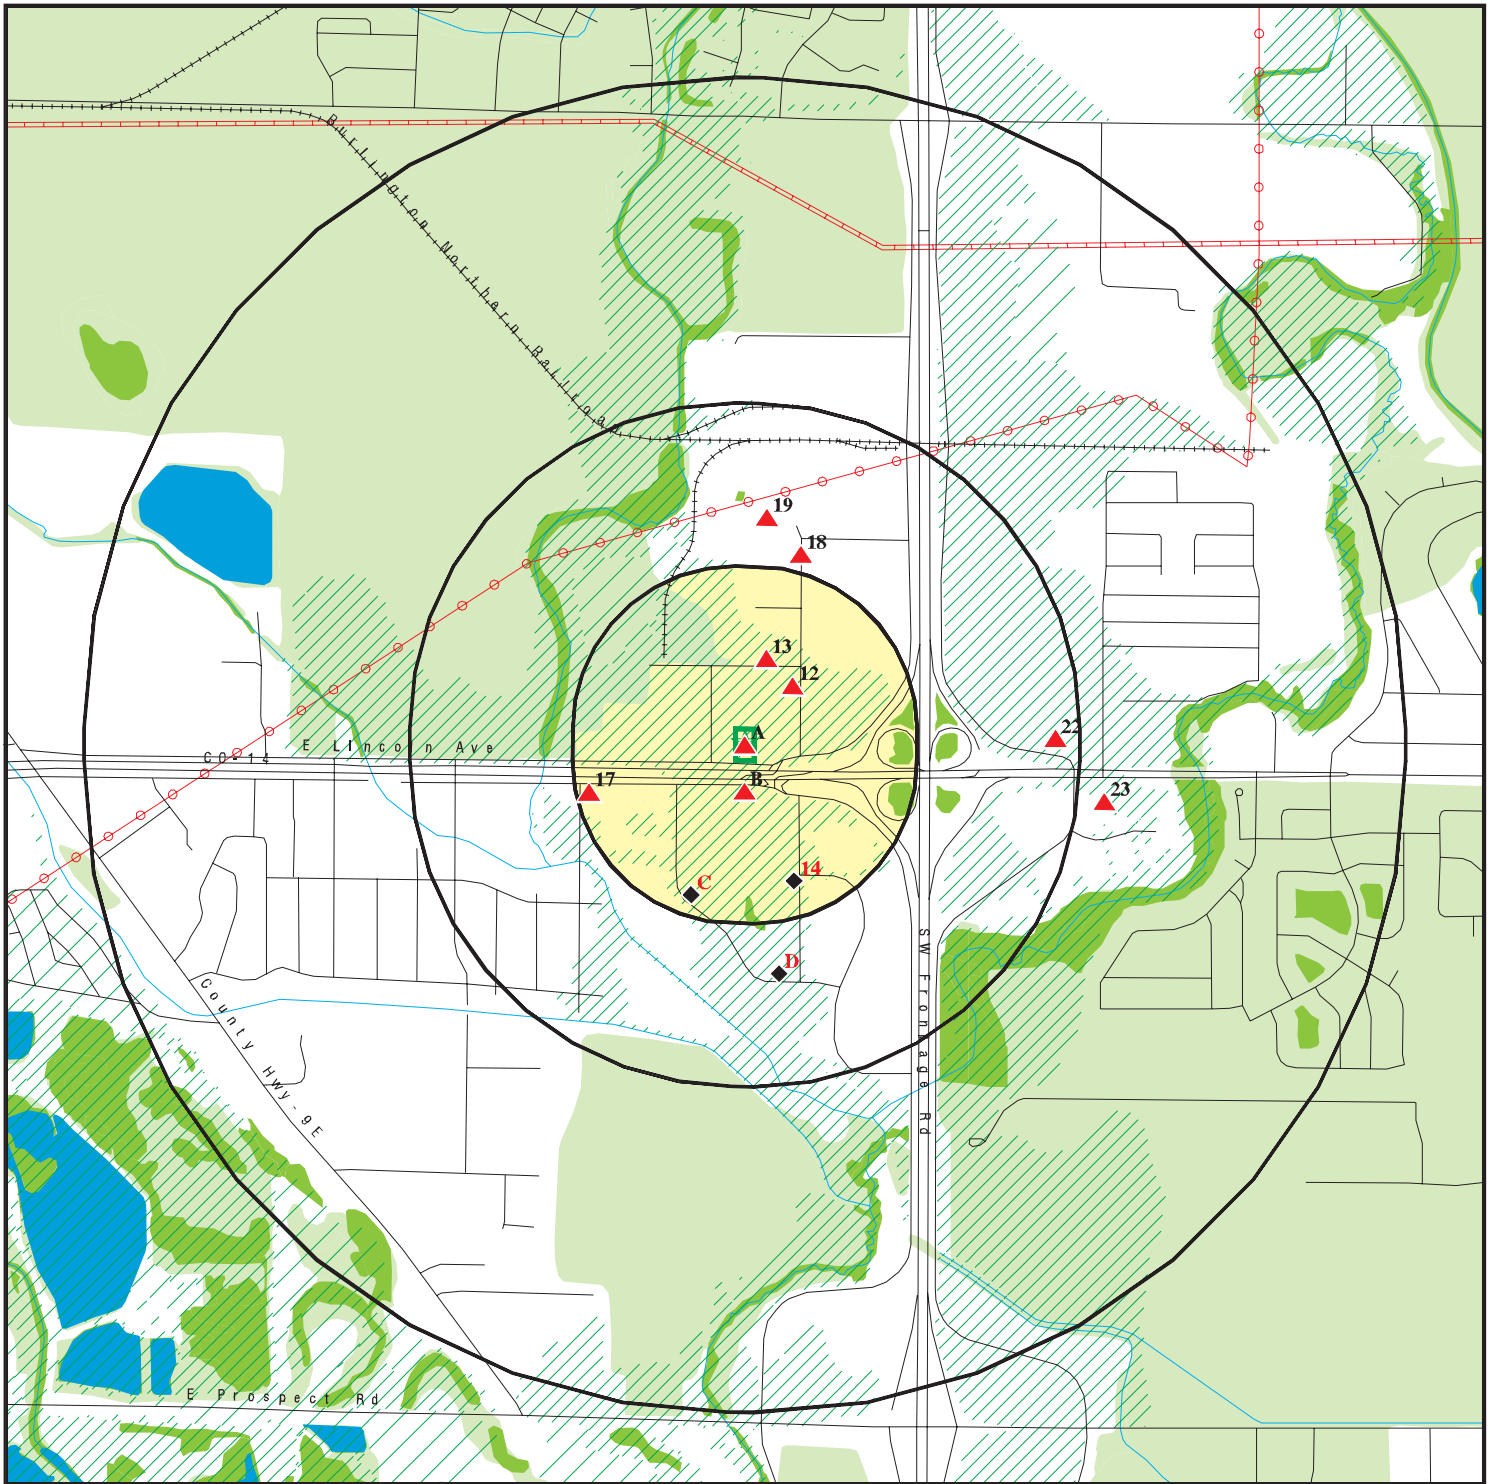 Burlington Northern Railroad
19
18
13
12
A
22
E Lincoln Ave
CO-14
17
B
23
14
C
D
SW Frontage Rd
County Hwy-9E
E Prospect Rd